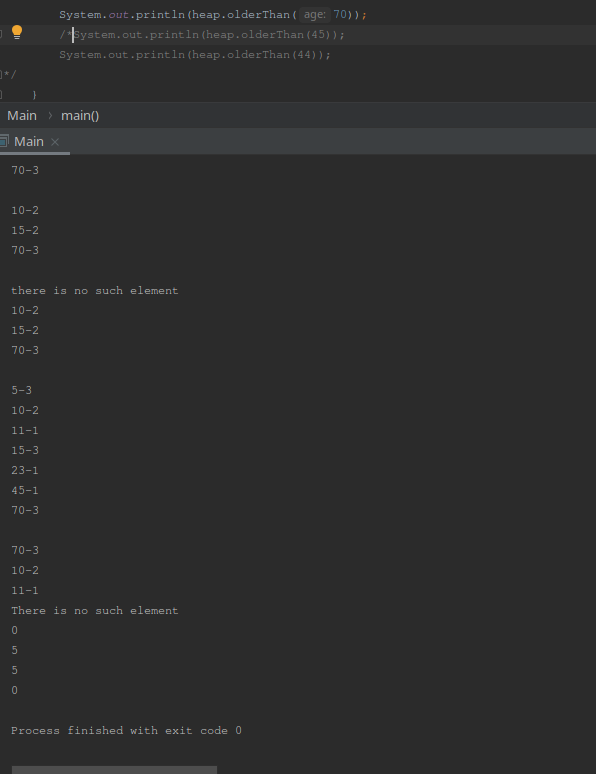 System.out.println(heap.olderThan( age: 70));
/*System.out.println(heap.olderThan(45));
System.out.println(heap.olderThan(44));
*/
}
Main › main()
Main ×
70-3
10-2
15-2
70-3
there is no such element
10-2
15-2
70-3
5-3
10-2
11-1
15-3
23-1
45-1
70-3
70-3
10-2
11-1
There is no such element
0
5
5
0
Process finished with exit code 0